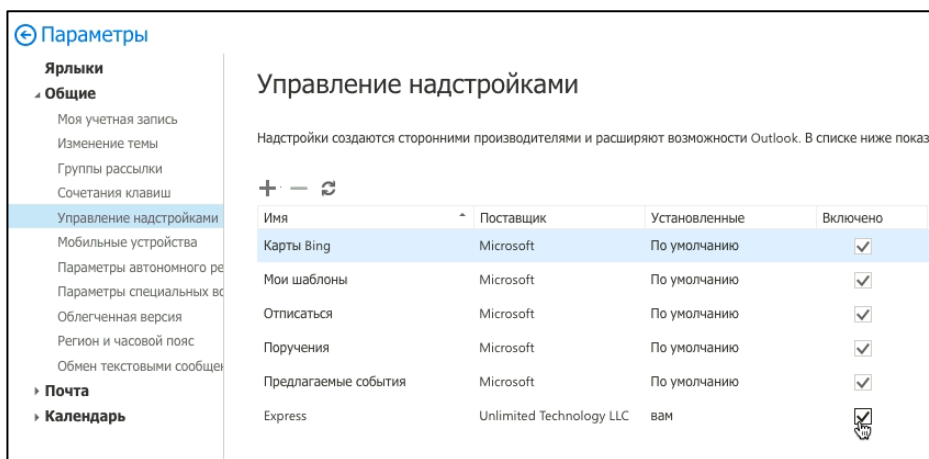 Параметры
Ярлыки
Общие
Моя учетная запись
Изменение темы
Группы рассылки
Сочетания клавиш
Управление надстройками
Мобильные устройства
Параметры автономного ре
Параметры специальных вс
Облегченная версия
Регион и часовой пояс
Обмен текстовыми сообщен
Почта
Календарь
Управление надстройками
Надстройки создаются сторонними производителями и расширяют возможности Outlook. В списке ниже показ
Имя Поставщик Установленные Включено
Карты Bing Microsoft По умолчанию
Мои шаблоны Microsoft По умолчанию
Отписаться Microsoft По умолчанию
Поручения Microsoft По умолчанию
Предлагаемые события Microsoft По умолчанию
Express Unlimited Technology LLC вам